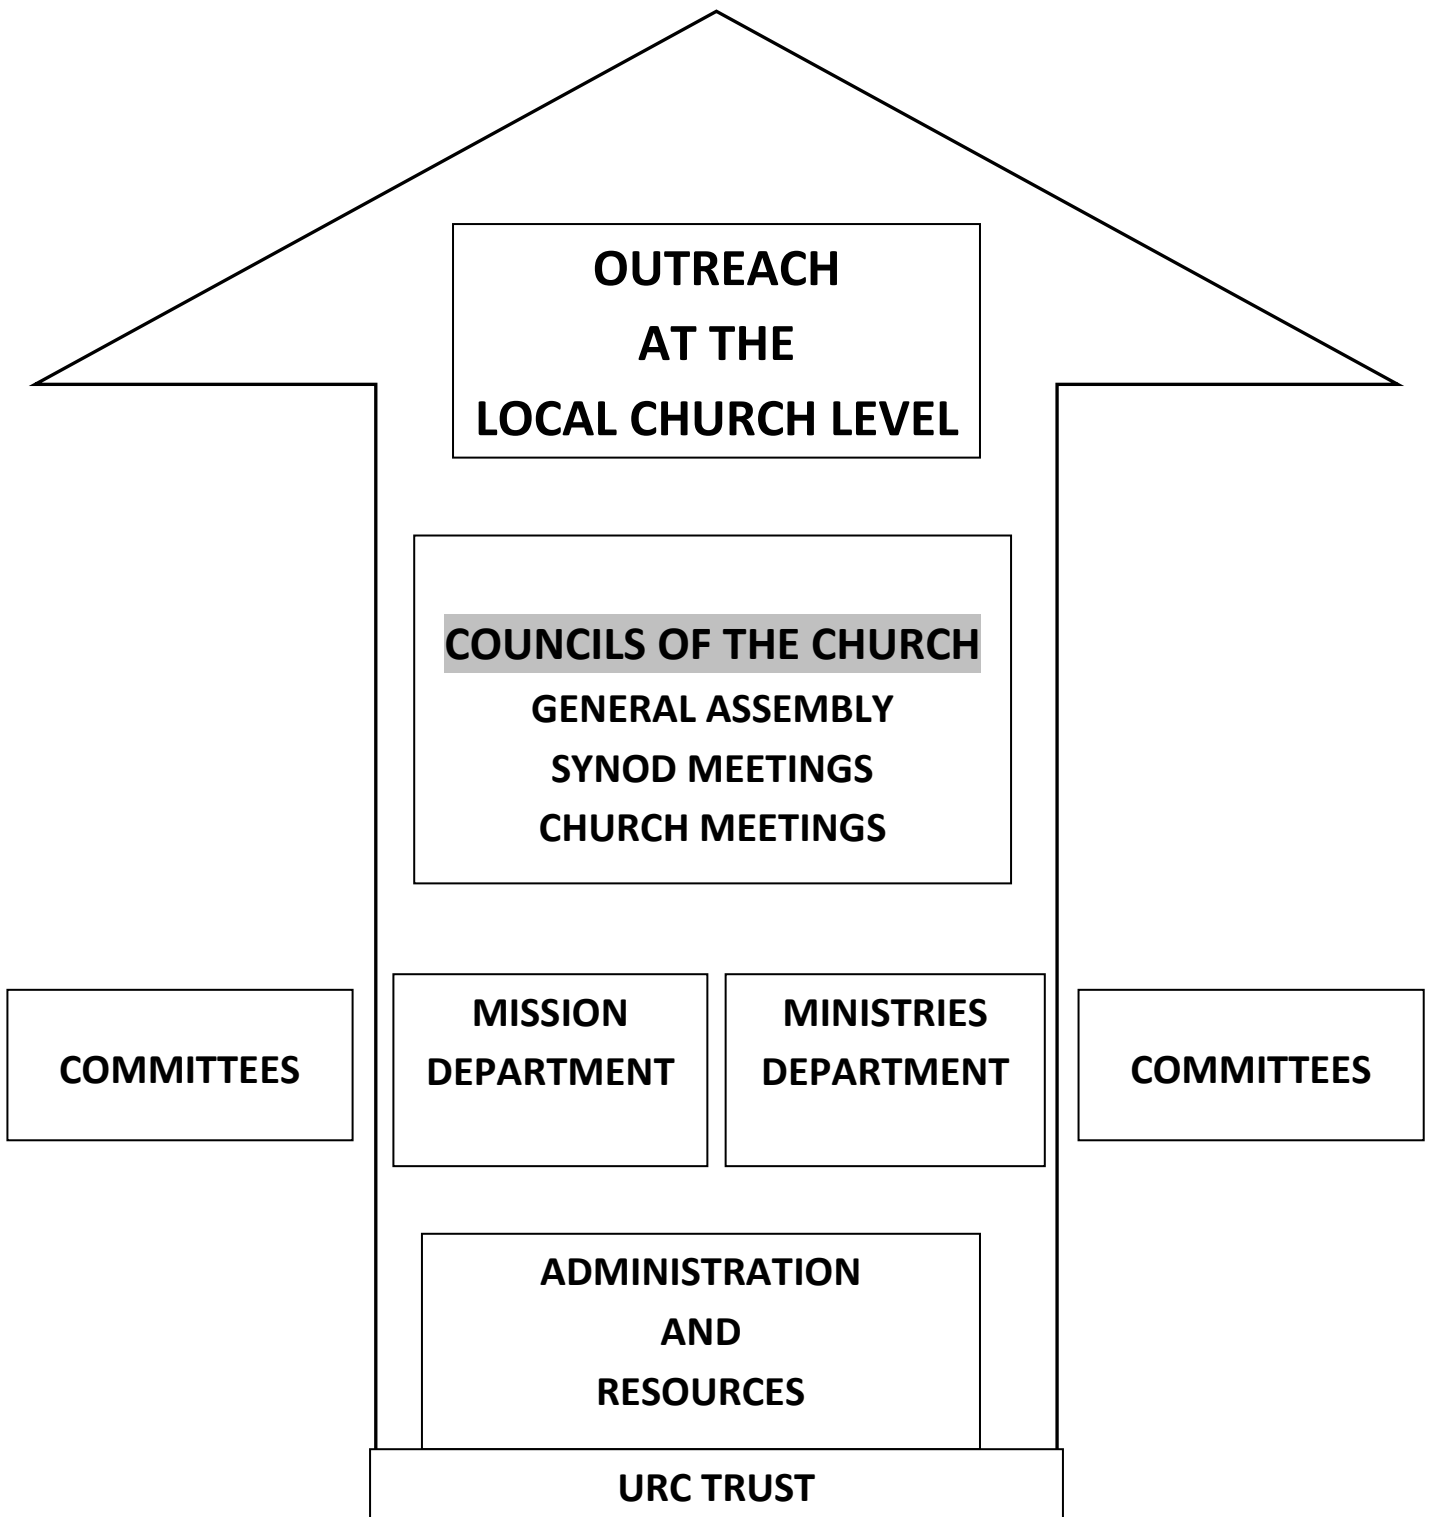 OUTREACH
AT THE
LOCAL CHURCH LEVEL
COUNCILS OF THE CHURCH
GENERAL ASSEMBLY
SYNOD MEETINGS
CHURCH MEETINGS
COMMITTEES
MISSION
DEPARTMENT
MINISTRIES
DEPARTMENT
COMMITTEES
ADMINISTRATION
AND
RESOURCES
URC TRUST